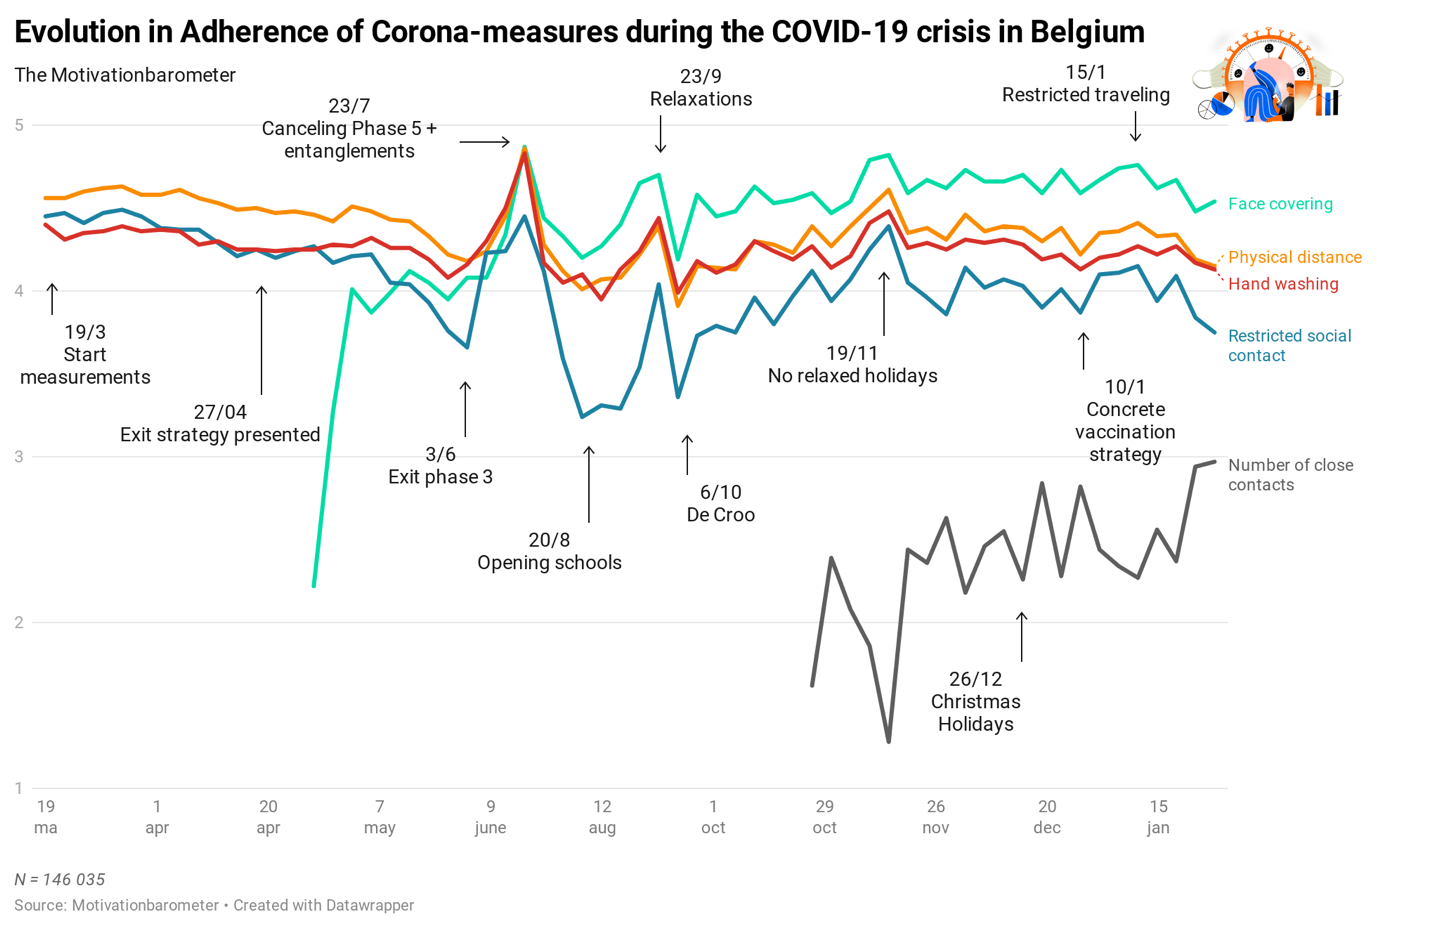 Evolution in Adherence of Corona-measures during the COVID-19 crisis in Belgium
The Motivationbarometer
23/7
Canceling Phase 5 +
entanglements
23/9
Relaxations
15/1
Restricted traveling
5
Face covering
Physical distance
Hand washing
4
19/3
Start
measurements
27/04
Exit strategy presented
3/6
Exit phase 3
20/8
Opening schools
6/10
De Croo
19/11
No relaxed holidays
10/1
Concrete
vaccination
strategy
Restricted social
contact
3
Number of close
contacts
2
26/12
Christmas
Holidays
1
19
ma
1
apr
20
apr
7
may
9
june
12
aug
1
oct
29
oct
26
nov
20
dec
15
jan
N = 146 035
Source: Motivationbarometer • Created with Datawrapper